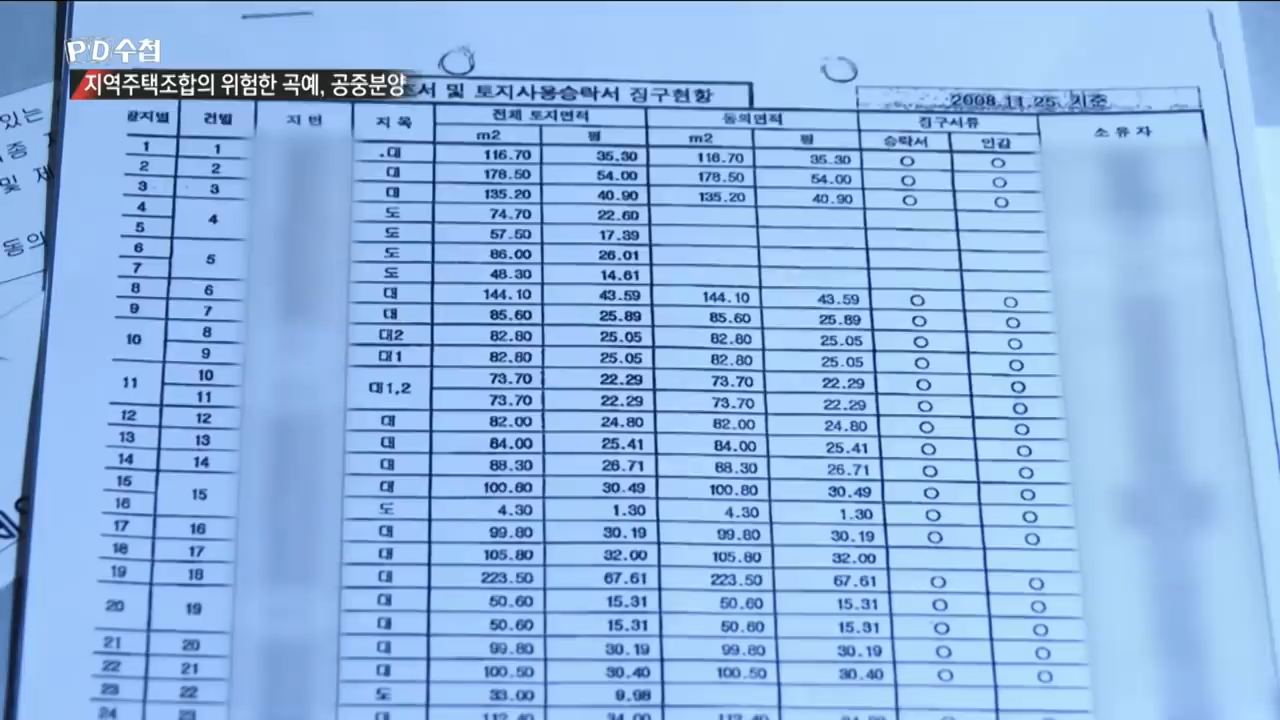 PD수첩
지역주택조합의 위험한 곡예, 공중분양
조서 및 토지사용승락서 징구현황
2008.11.25. 기준
있는
및 제
동의
필지별 건별 지번 지목 전체 토지면적 동의면적 징구서류 소유자
m2 평 m2 평 승락서 인감
1 1 대 116.70 35.30 116.70 35.30 ○ ○
2 2 대 178.50 54.00 178.50 54.00 ○ ○
3 3 대 135.20 40.90 135.20 40.90 ○ ○
4 4 도 74.70 22.60
5 도 57.50 17.39
6 5 도 86.00 26.01
7 도 48.30 14.61
8 6 대 144.10 43.59 144.10 43.59 ○ ○
9 7 대 85.60 25.89 85.60 25.89 ○ ○
10 8 대2 82.80 25.05 82.80 25.05 ○ ○
9 대1 82.80 25.05 82.80 25.05 ○ ○
11 10 대1,2 73.70 22.29 73.70 22.29 ○ ○
11 73.70 22.29 73.70 22.29 ○ ○
12 12 대 82.00 24.80 82.00 24.80 ○ ○
13 13 대 84.00 25.41 84.00 25.41 ○ ○
14 14 대 88.30 26.71 88.30 26.71 ○ ○
15 15 대 100.80 30.49 100.80 30.49 ○ ○
16 도 4.30 1.30 4.30 1.30 ○ ○
17 16 대 99.80 30.19 99.80 30.19 ○ ○
18 17 대 105.80 32.00 105.80 32.00
19 18 대 223.50 67.61 223.50 67.61 ○ ○
20 19 대 50.60 15.31 50.60 15.31 ○ ○
대 50.60 15.31 50.60 15.31 ○ ○
21 20 대 99.80 30.19 99.80 30.19 ○ ○
22 21 대 100.50 30.40 100.50 30.40 ○ ○
23 22 도 33.00 9.98
24 23 대 112.40 34.00 112.40